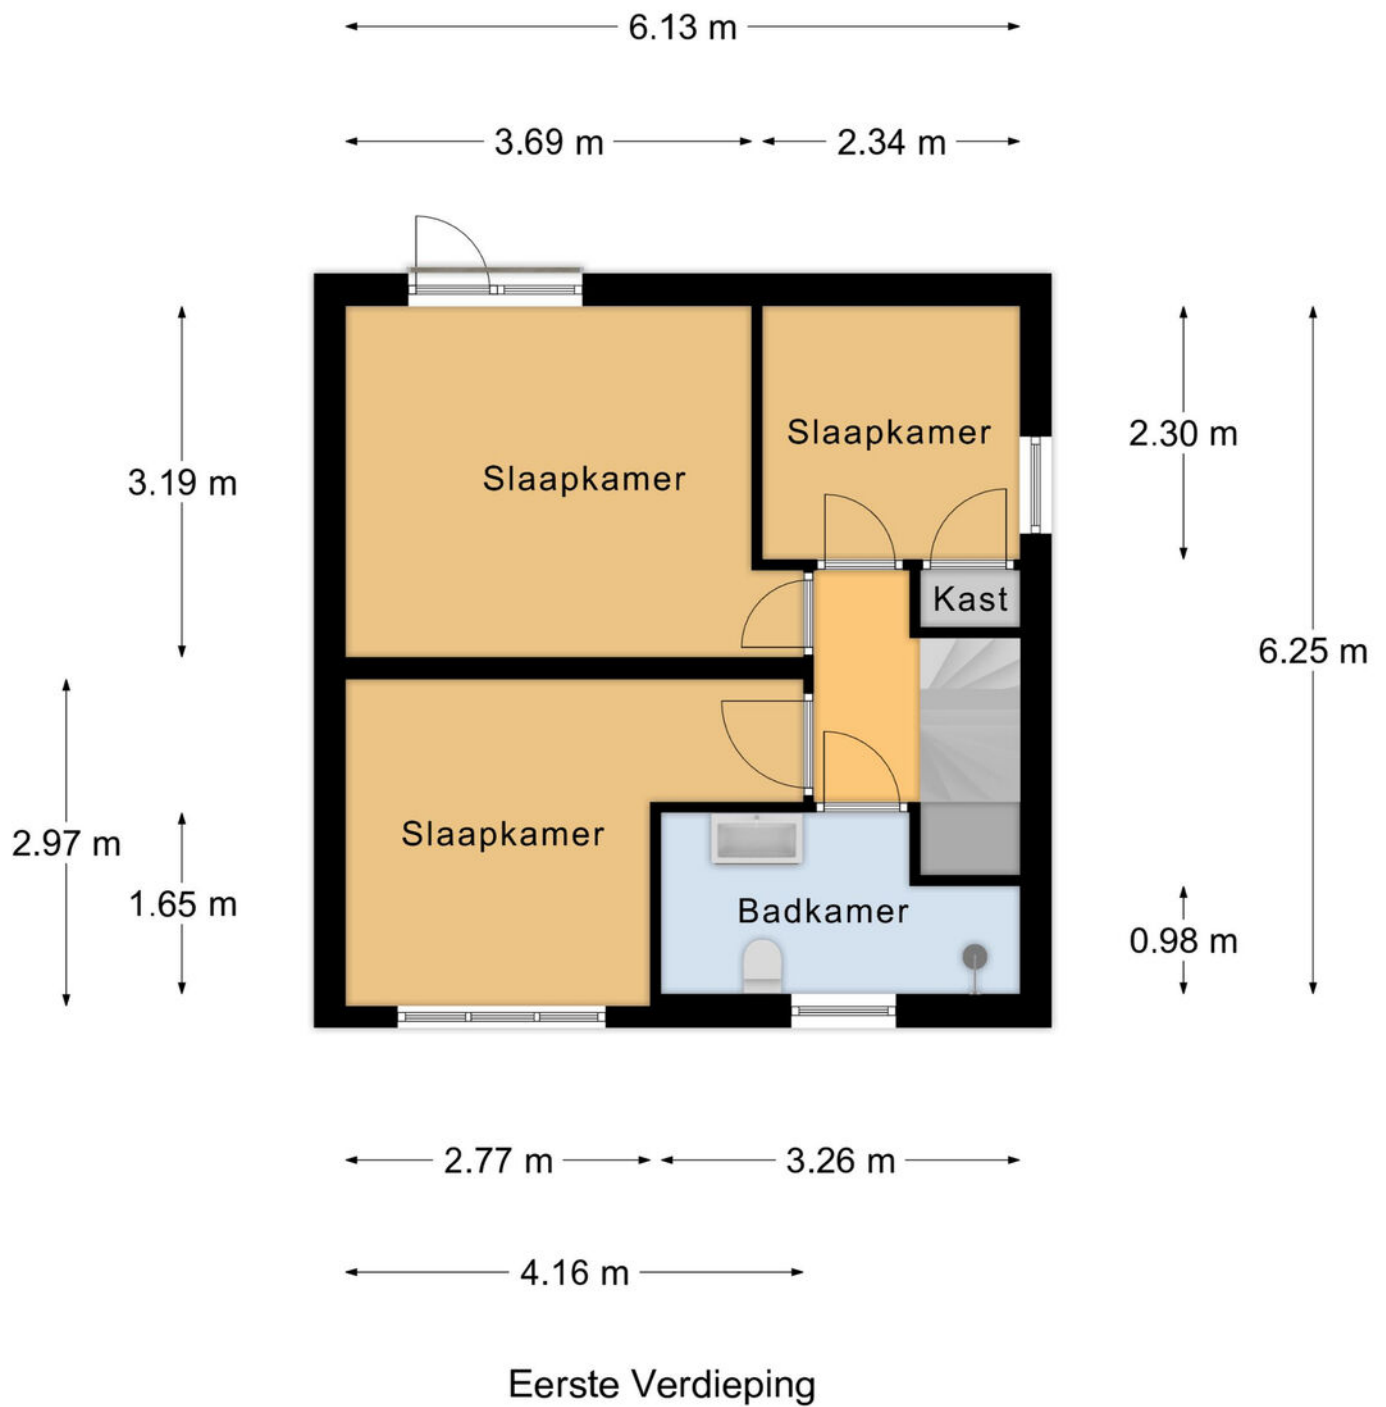 6.13 m
3.69 m
2.34 m
Slaapkamer
2.30 m
Slaapkamer
3.19 m
Kast
6.25 m
Slaapkamer
2.97 m
1.65 m
Badkamer
0.98 m
2.77 m
3.26 m
4.16 m
Eerste Verdieping